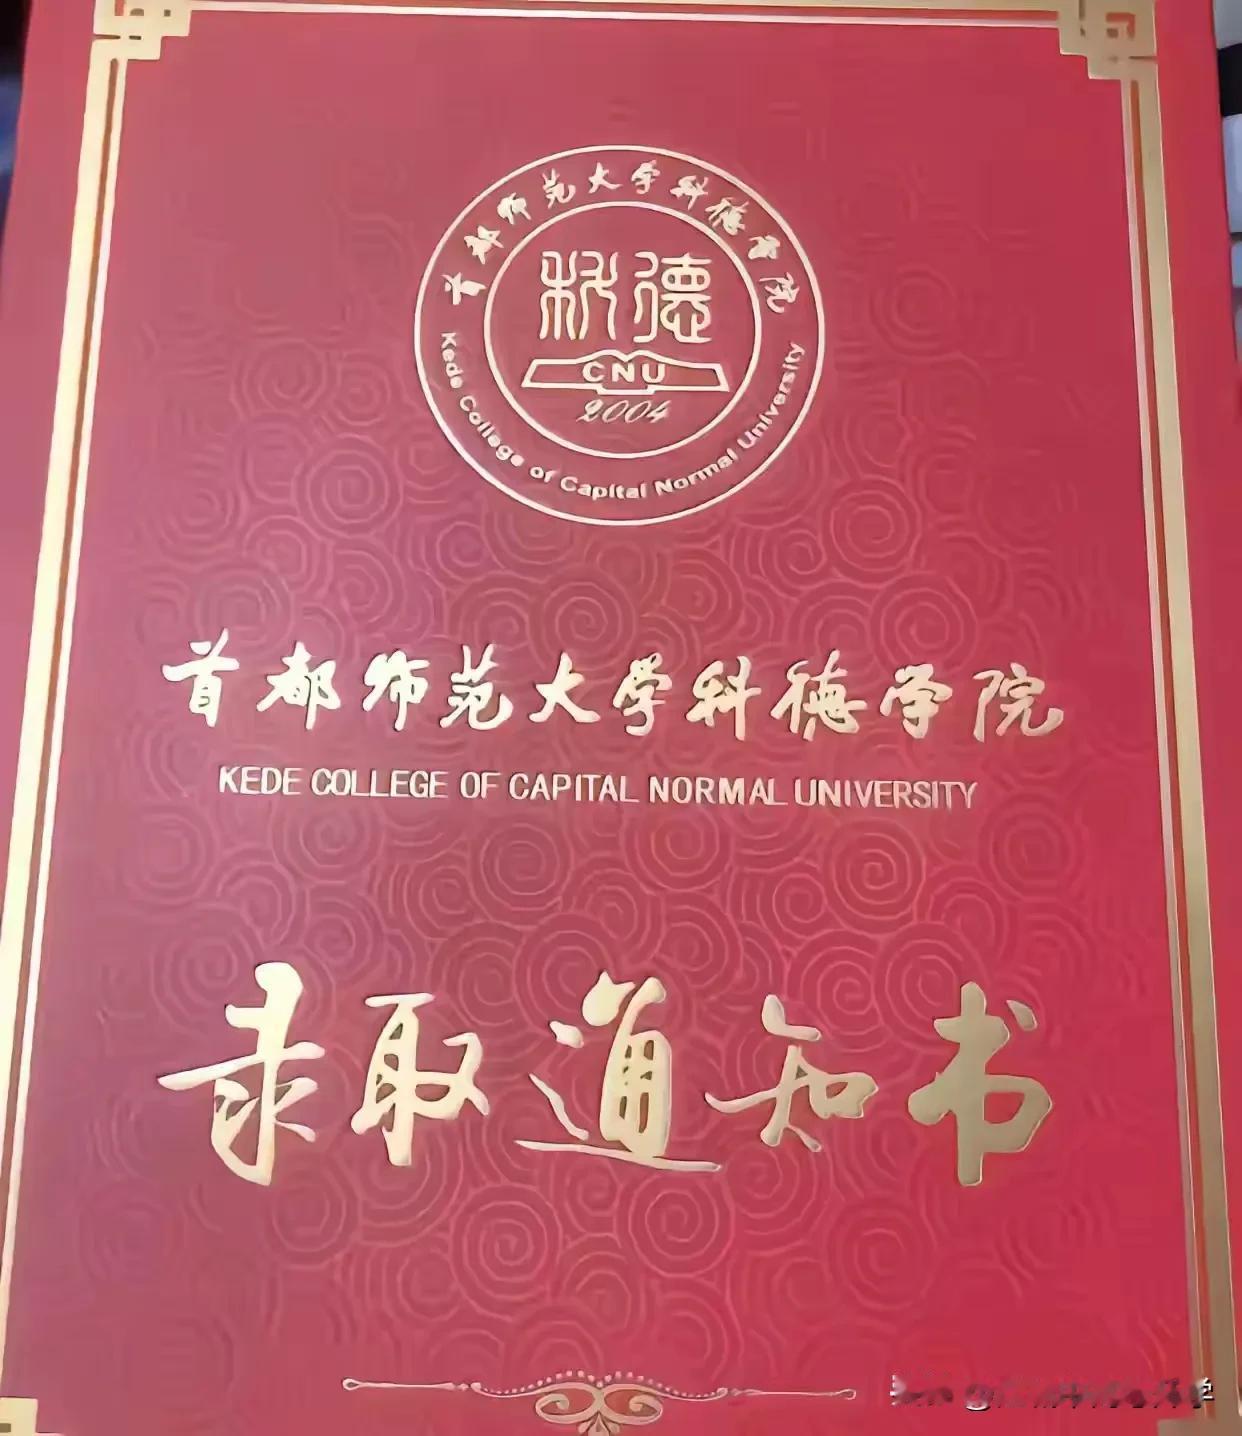 首都师范大学科德学院
科德
CNU
2004
Kede College of Capital Normal University
首都师范大学科德学院
KEDE COLLEGE OF CAPITAL NORMAL UNIVERSITY
录取通知书